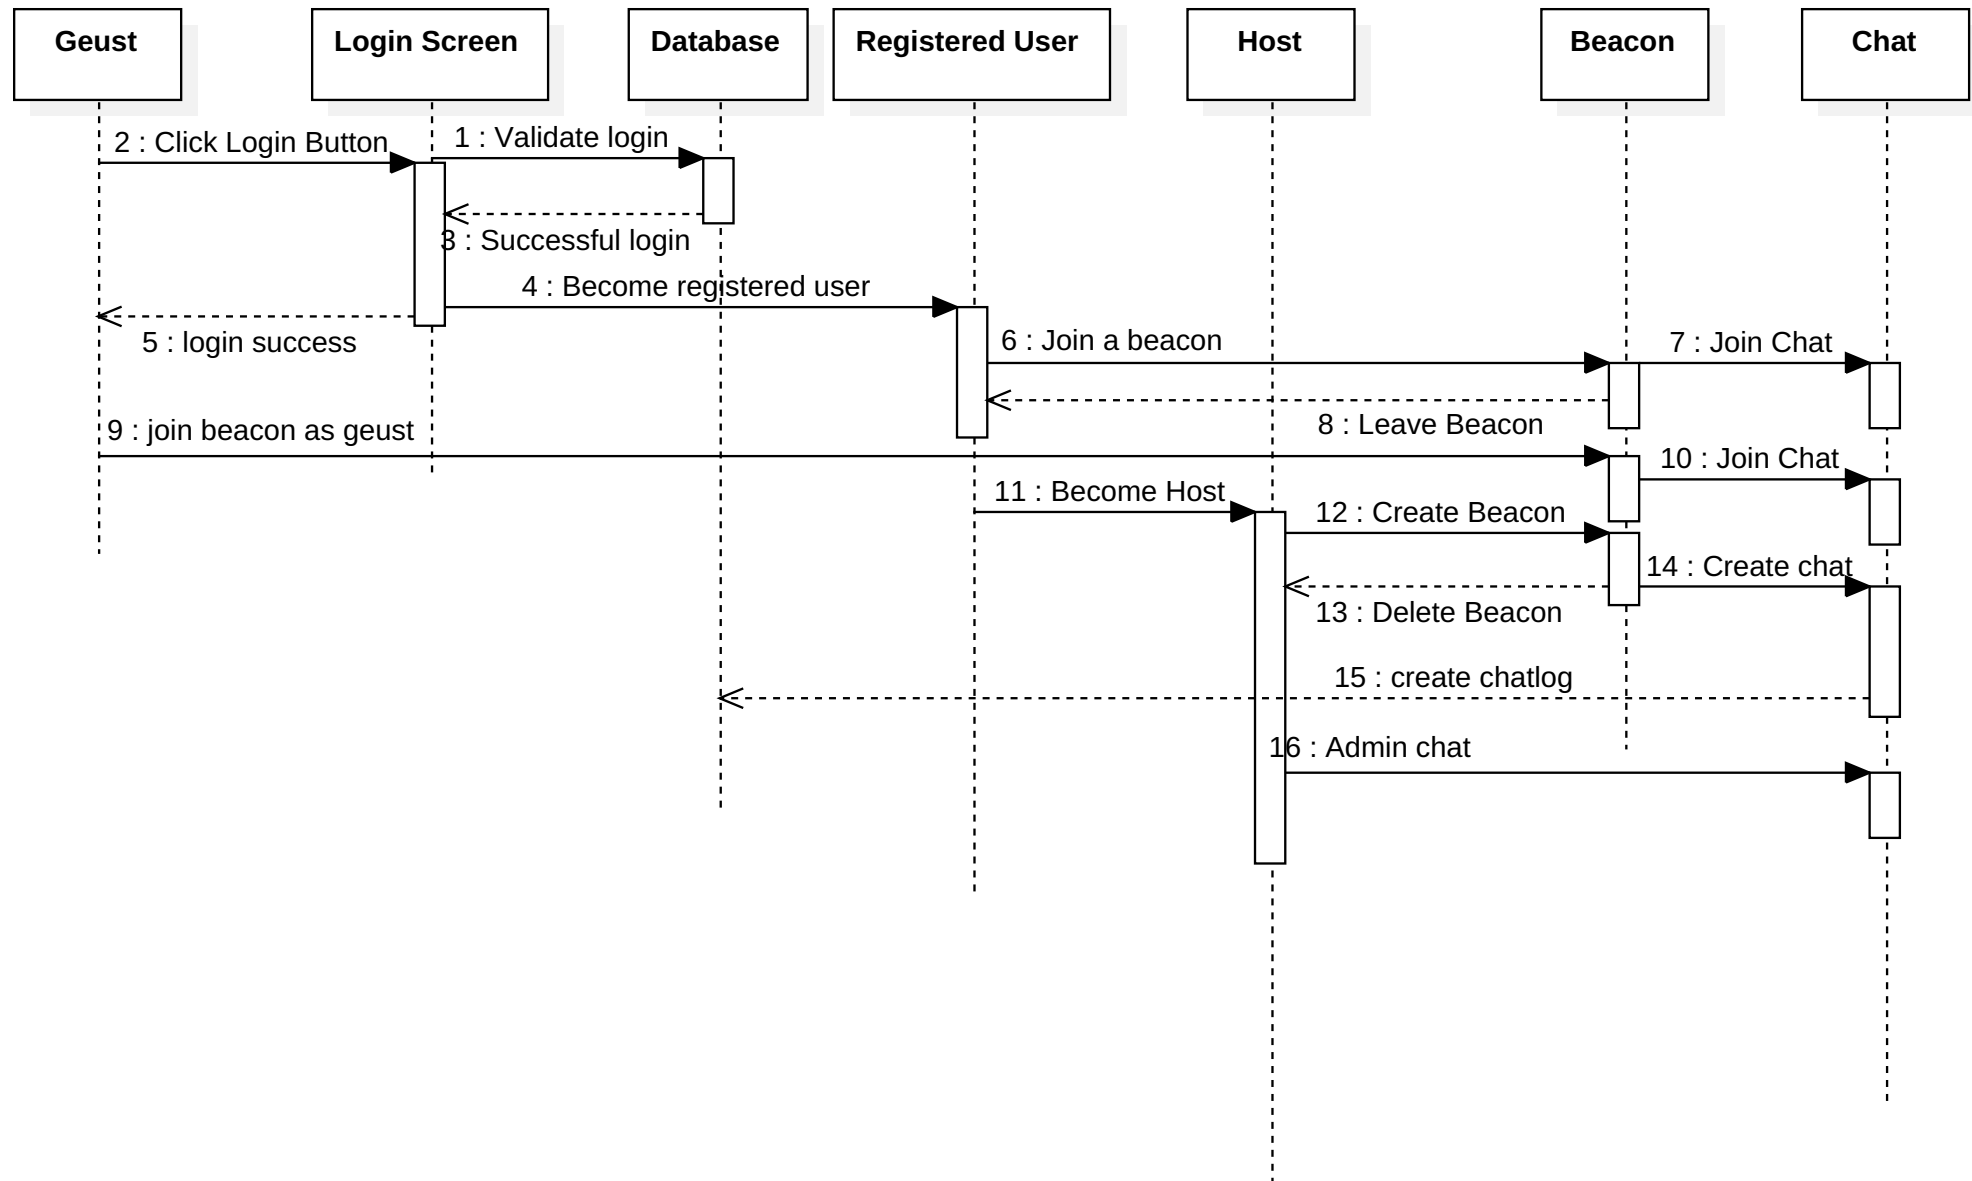 Geust
Login Screen
Database
Registered User
Host
Beacon
Chat
2 : Click Login Button
1 : Validate login
3 : Successful login
4 : Become registered user
5 : login success
6 : Join a beacon
7 : Join Chat
8 : Leave Beacon
9 : join beacon as geust
10 : Join Chat
11 : Become Host
12 : Create Beacon
14 : Create chat
13 : Delete Beacon
15 : create chatlog
16 : Admin chat